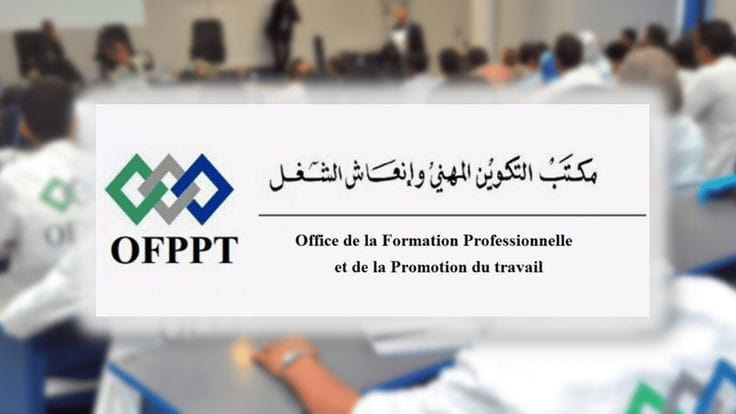 OFPPT
مكتبُ التكوين المهنيُ وإنعاش الشغل
Office de la Formation Professionnelle
et de la Promotion du travail